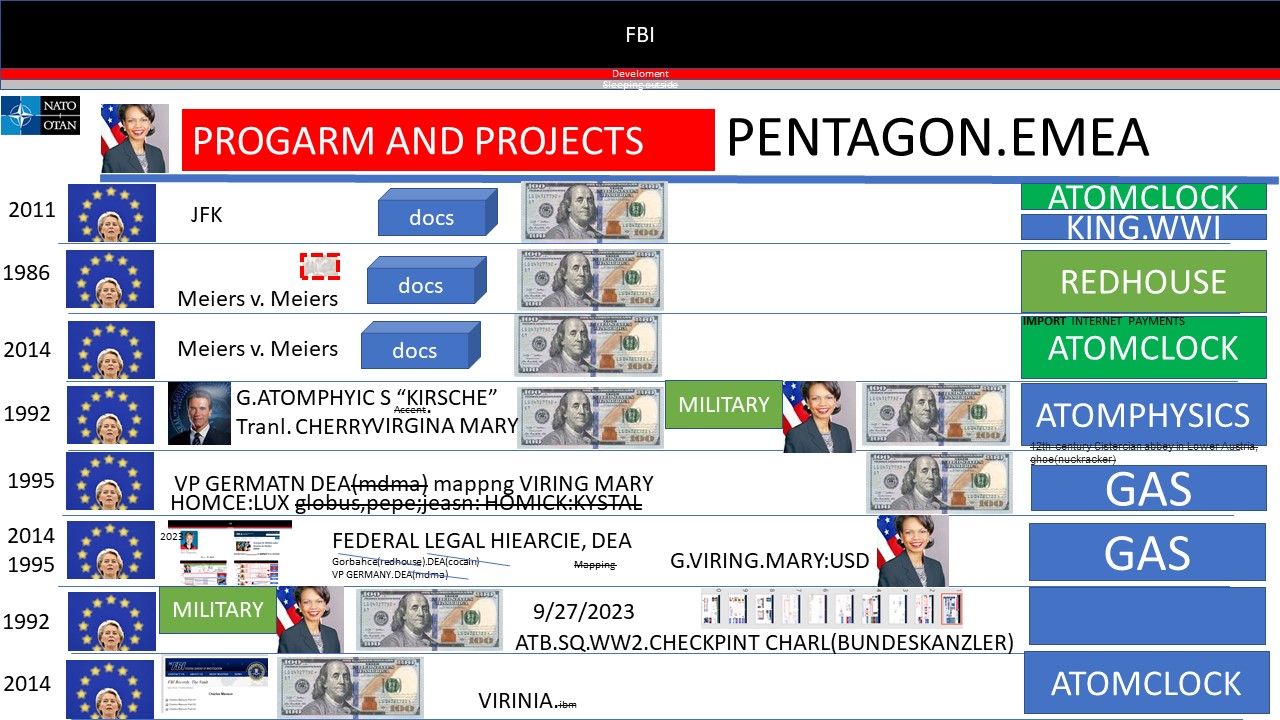 FBI
Develoment
Sleeping outside
NATO
OTAN
PROGARM AND PROJECTS
PENTAGON.EMEA
2011
JFK
docs
ATOMCLOCK
KING.WWI
1986
Meiers v. Meiers
docs
REDHOUSE
2014
Meiers v. Meiers
docs
IMPORT INTERNET PAYMENTS
ATOMCLOCK
1992
G.ATOMPHYIC S “KIRSCHE”
Accent.
Tranl. CHERRYVIRGINA MARY
MILITARY
ATOMPHYSICS
12th-century Cistercian abbey in Lower Austria,
ghoe(nuckracker)
1995
VP GERMATN DEA(mdma) mappng VIRING MARY
HOMCE:LUX globus,pepe;jeasn: HOMICK:KYSTAL
GAS
2014
1995
2023
FEDERAL LEGAL HIEARCIE, DEA
Gorbahce(redhouse).DEA(cocain)
VP GERMANY.DEA(mdma)
Mapping
G.VIRING.MARY:USD
GAS
1992
MILITARY
9/27/2023
ATB.SQ.WW2.CHECKPINT CHARL(BUNDESKANZLER)
2014
FBI
Charles Manson
VIRINIA.ibm
ATOMCLOCK